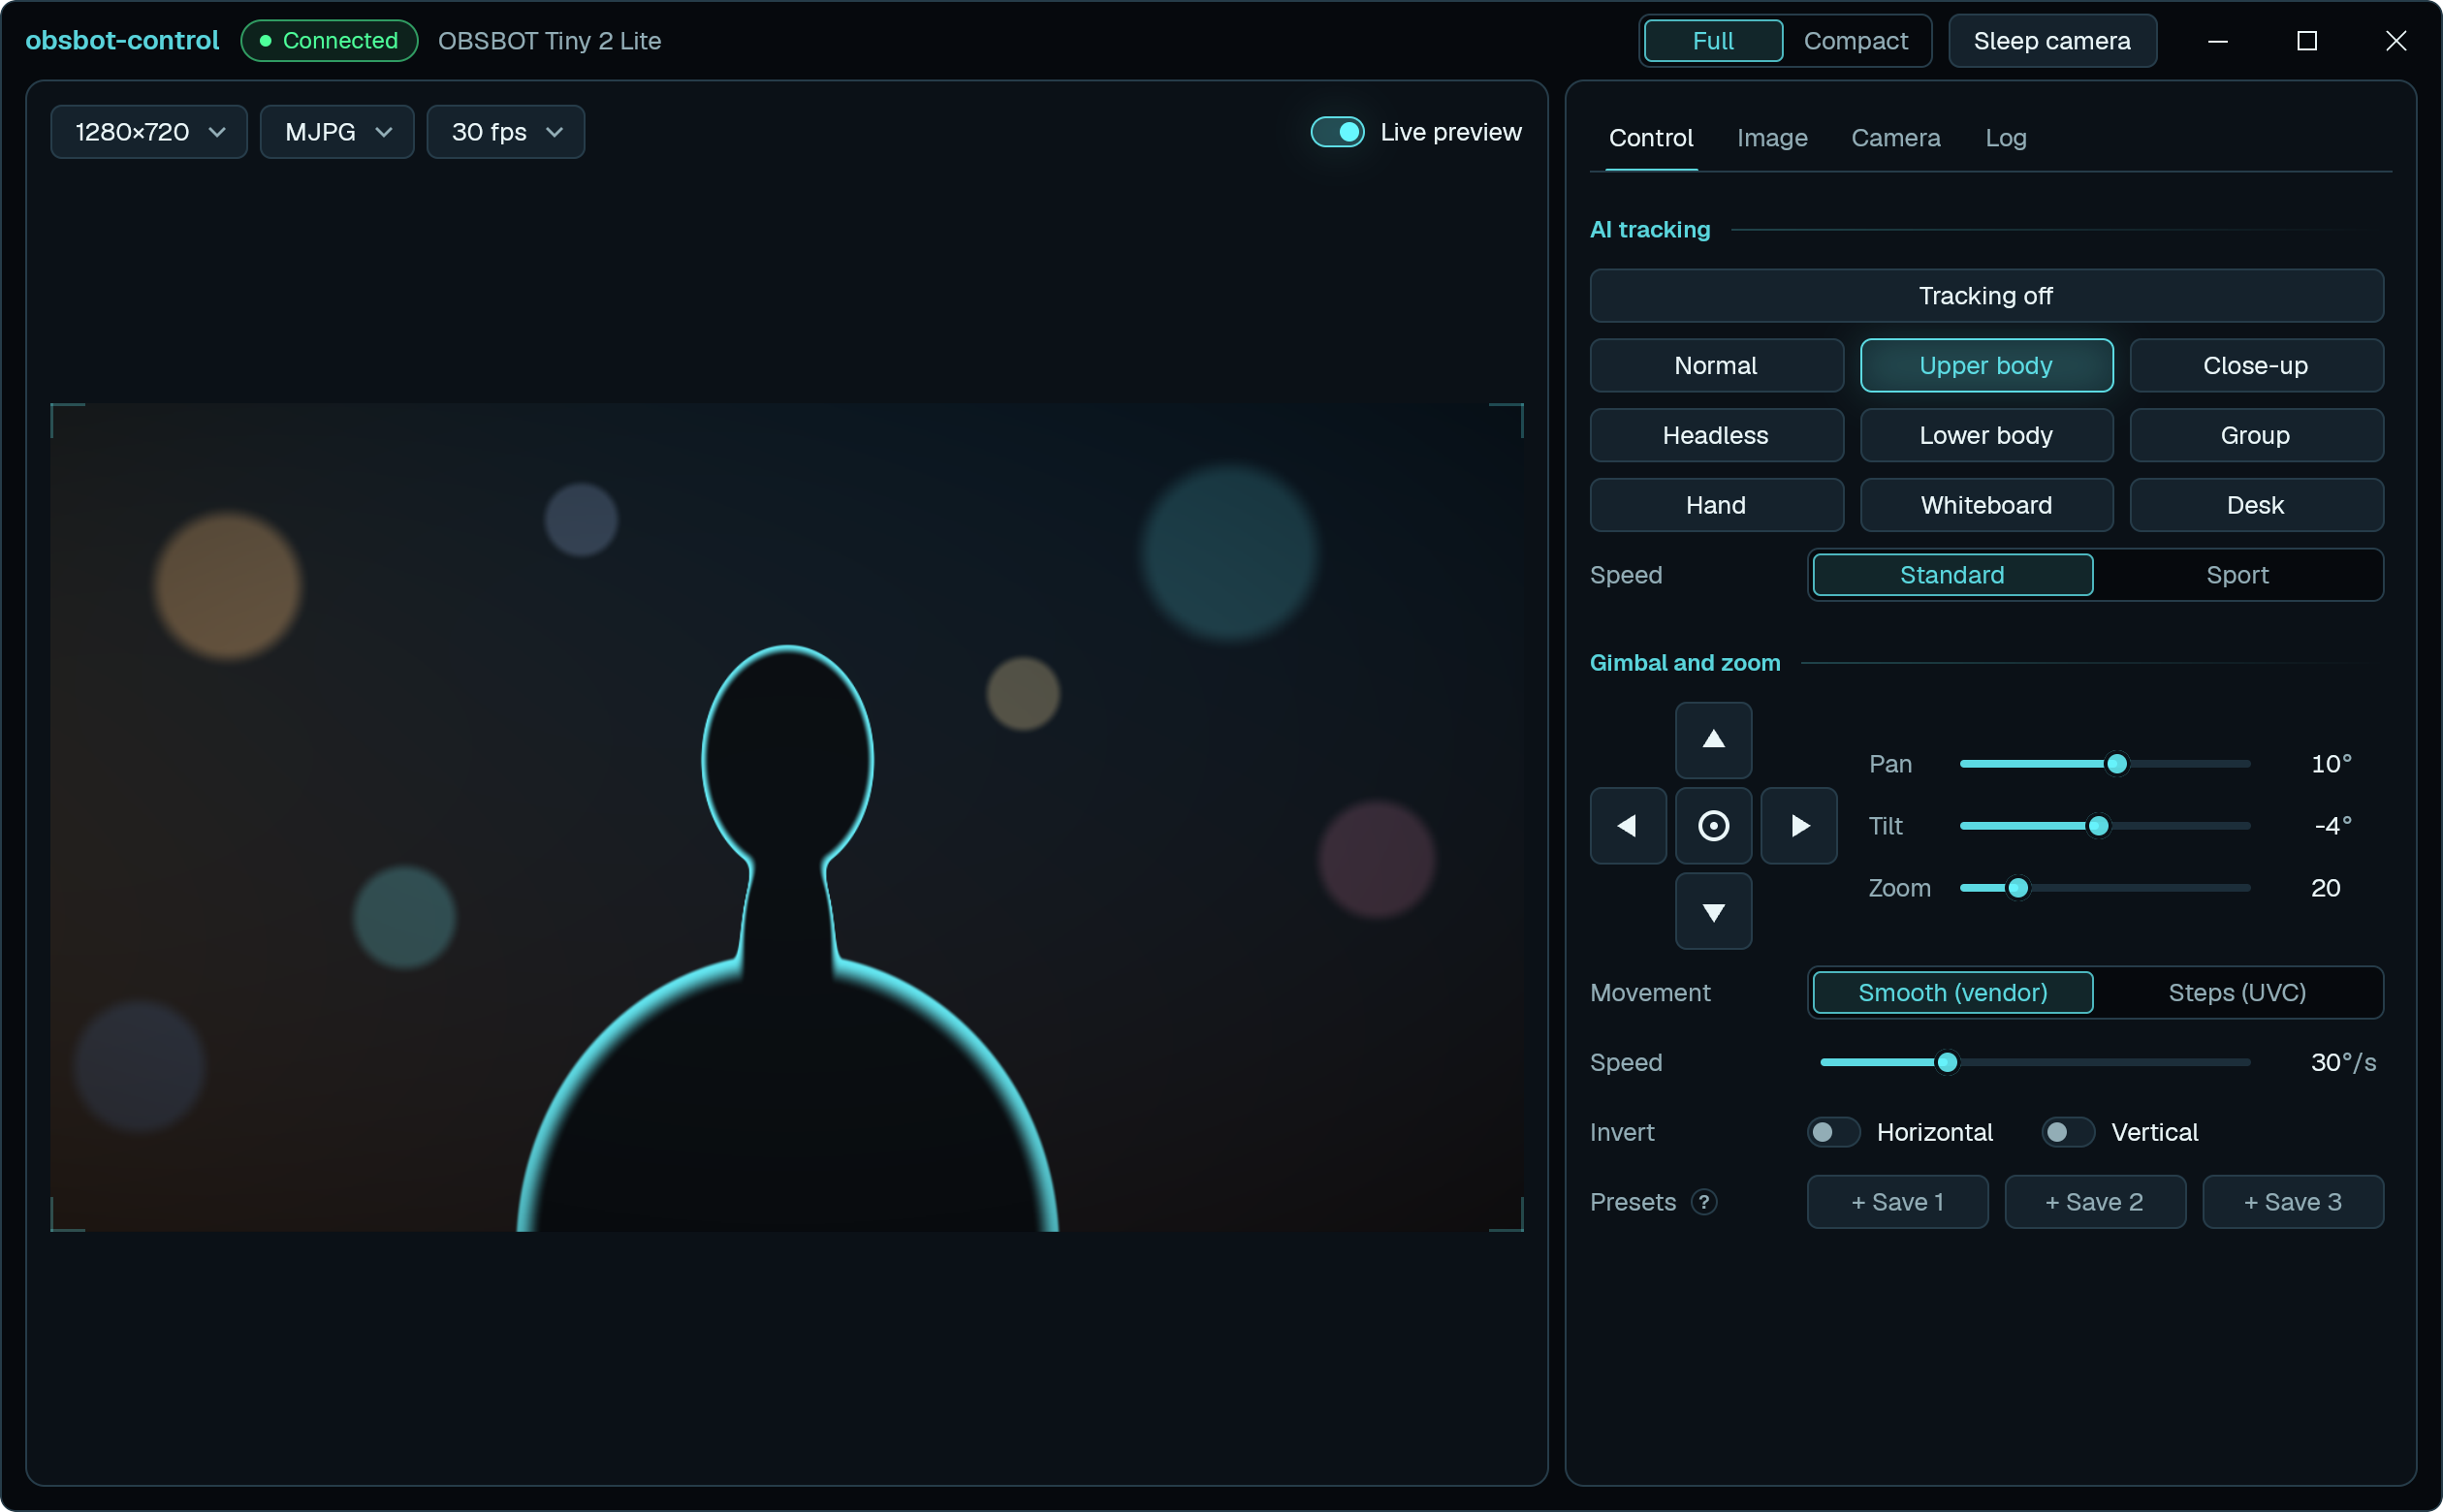 obsbot-control
Connected
OBSBOT Tiny 2 Lite
Full
Compact
Sleep camera
1280×720
MJPG
30 fps
Live preview
Control
Image
Camera
Log
AI tracking
Tracking off
Normal
Upper body
Close-up
Headless
Lower body
Group
Hand
Whiteboard
Desk
Speed
Standard
Sport
Gimbal and zoom
Pan
10°
Tilt
-4°
Zoom
20
Movement
Smooth (vendor)
Steps (UVC)
Speed
30°/s
Invert
Horizontal
Vertical
Presets
?
+ Save 1
+ Save 2
+ Save 3